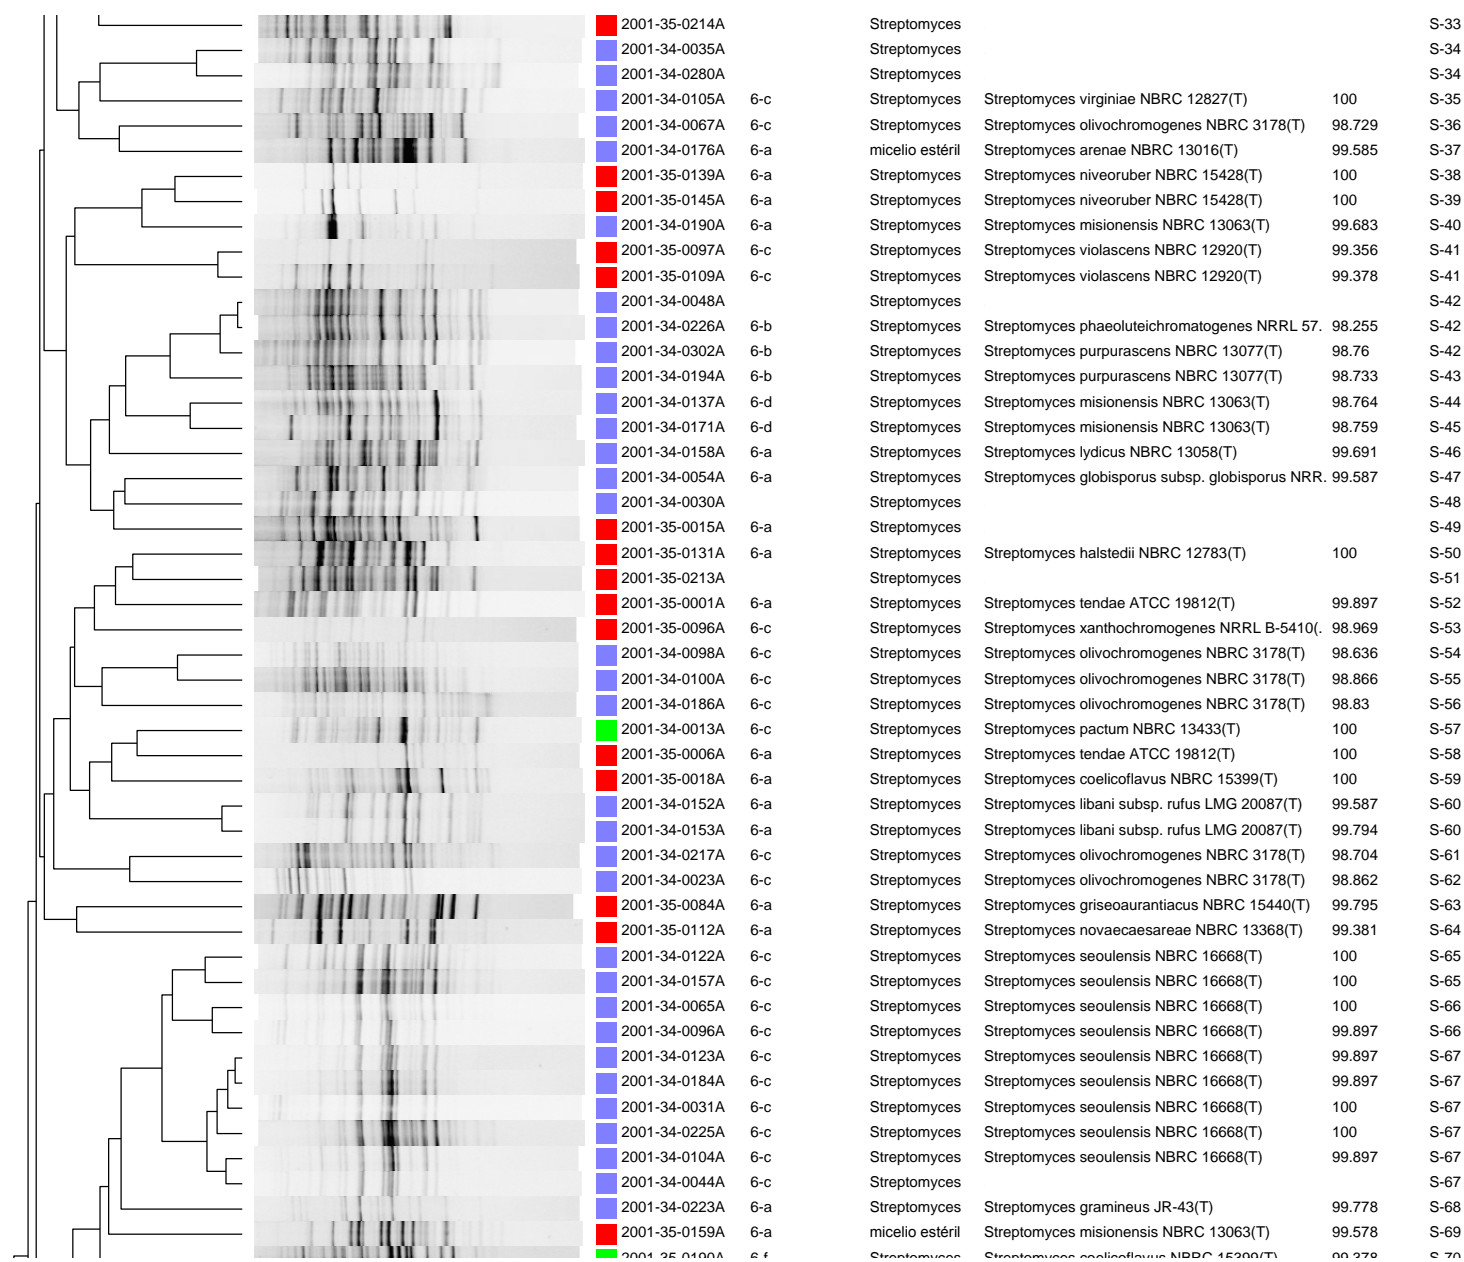 2001-35-0214A Streptomyces S-33
2001-34-0035A Streptomyces S-34
2001-34-0280A Streptomyces S-34
2001-34-0105A 6-c Streptomyces Streptomyces virginiae NBRC 12827(T) 100 S-35
2001-34-0067A 6-c Streptomyces Streptomyces olivochromogenes NBRC 3178(T) 98.729 S-36
2001-34-0176A 6-a micelio estéril Streptomyces arenae NBRC 13016(T) 99.585 S-37
2001-35-0139A 6-a Streptomyces Streptomyces niveoruber NBRC 15428(T) 100 S-38
2001-35-0145A 6-a Streptomyces Streptomyces niveoruber NBRC 15428(T) 100 S-39
2001-34-0190A 6-a Streptomyces Streptomyces misionensis NBRC 13063(T) 99.683 S-40
2001-35-0097A 6-c Streptomyces Streptomyces violascens NBRC 12920(T) 99.356 S-41
2001-35-0109A 6-c Streptomyces Streptomyces violascens NBRC 12920(T) 99.378 S-41
2001-34-0048A Streptomyces S-42
2001-34-0226A 6-b Streptomyces Streptomyces phaeoluteichromatogenes NRRL 57. 98.255 S-42
2001-34-0302A 6-b Streptomyces Streptomyces purpurascens NBRC 13077(T) 98.76 S-42
2001-34-0194A 6-b Streptomyces Streptomyces purpurascens NBRC 13077(T) 98.733 S-43
2001-34-0137A 6-d Streptomyces Streptomyces misionensis NBRC 13063(T) 98.764 S-44
2001-34-0171A 6-d Streptomyces Streptomyces misionensis NBRC 13063(T) 98.759 S-45
2001-34-0158A 6-a Streptomyces Streptomyces lydicus NBRC 13058(T) 99.691 S-46
2001-34-0054A 6-a Streptomyces Streptomyces globisporus subsp. globisporus NRR. 99.587 S-47
2001-34-0030A Streptomyces S-48
2001-35-0015A 6-a Streptomyces S-49
2001-35-0131A 6-a Streptomyces Streptomyces halstedii NBRC 12783(T) 100 S-50
2001-35-0213A Streptomyces S-51
2001-35-0001A 6-a Streptomyces Streptomyces tendae ATCC 19812(T) 99.897 S-52
2001-35-0096A 6-c Streptomyces Streptomyces xanthochromogenes NRRL B-5410(. 98.969 S-53
2001-34-0098A 6-c Streptomyces Streptomyces olivochromogenes NBRC 3178(T) 98.636 S-54
2001-34-0100A 6-c Streptomyces Streptomyces olivochromogenes NBRC 3178(T) 98.866 S-55
2001-34-0186A 6-c Streptomyces Streptomyces olivochromogenes NBRC 3178(T) 98.83 S-56
2001-34-0013A 6-c Streptomyces Streptomyces pactum NBRC 13433(T) 100 S-57
2001-35-0006A 6-a Streptomyces Streptomyces tendae ATCC 19812(T) 100 S-58
2001-35-0018A 6-a Streptomyces Streptomyces coelicoflavus NBRC 15399(T) 100 S-59
2001-34-0152A 6-a Streptomyces Streptomyces libani subsp. rufus LMG 20087(T) 99.587 S-60
2001-34-0153A 6-a Streptomyces Streptomyces libani subsp. rufus LMG 20087(T) 99.794 S-60
2001-34-0217A 6-c Streptomyces Streptomyces olivochromogenes NBRC 3178(T) 98.704 S-61
2001-34-0023A 6-c Streptomyces Streptomyces olivochromogenes NBRC 3178(T) 98.862 S-62
2001-35-0084A 6-a Streptomyces Streptomyces griseoaurantiacus NBRC 15440(T) 99.795 S-63
2001-35-0112A 6-a Streptomyces Streptomyces novaecaesareae NBRC 13368(T) 99.381 S-64
2001-34-0122A 6-c Streptomyces Streptomyces seoulensis NBRC 16668(T) 100 S-65
2001-34-0157A 6-c Streptomyces Streptomyces seoulensis NBRC 16668(T) 100 S-65
2001-34-0065A 6-c Streptomyces Streptomyces seoulensis NBRC 16668(T) 100 S-66
2001-34-0096A 6-c Streptomyces Streptomyces seoulensis NBRC 16668(T) 99.897 S-66
2001-34-0123A 6-c Streptomyces Streptomyces seoulensis NBRC 16668(T) 99.897 S-67
2001-34-0184A 6-c Streptomyces Streptomyces seoulensis NBRC 16668(T) 99.897 S-67
2001-34-0031A 6-c Streptomyces Streptomyces seoulensis NBRC 16668(T) 100 S-67
2001-34-0225A 6-c Streptomyces Streptomyces seoulensis NBRC 16668(T) 100 S-67
2001-34-0104A 6-c Streptomyces Streptomyces seoulensis NBRC 16668(T) 99.897 S-67
2001-34-0044A 6-c Streptomyces S-67
2001-34-0223A 6-a Streptomyces Streptomyces gramineus JR-43(T) 99.778 S-68
2001-35-0159A 6-a micelio estéril Streptomyces misionensis NBRC 13063(T) 99.578 S-69
2001-35-0190A 6-f Streptomyces Streptomyces coelicoflavus NBRC 15399(T) 99.378 S-70